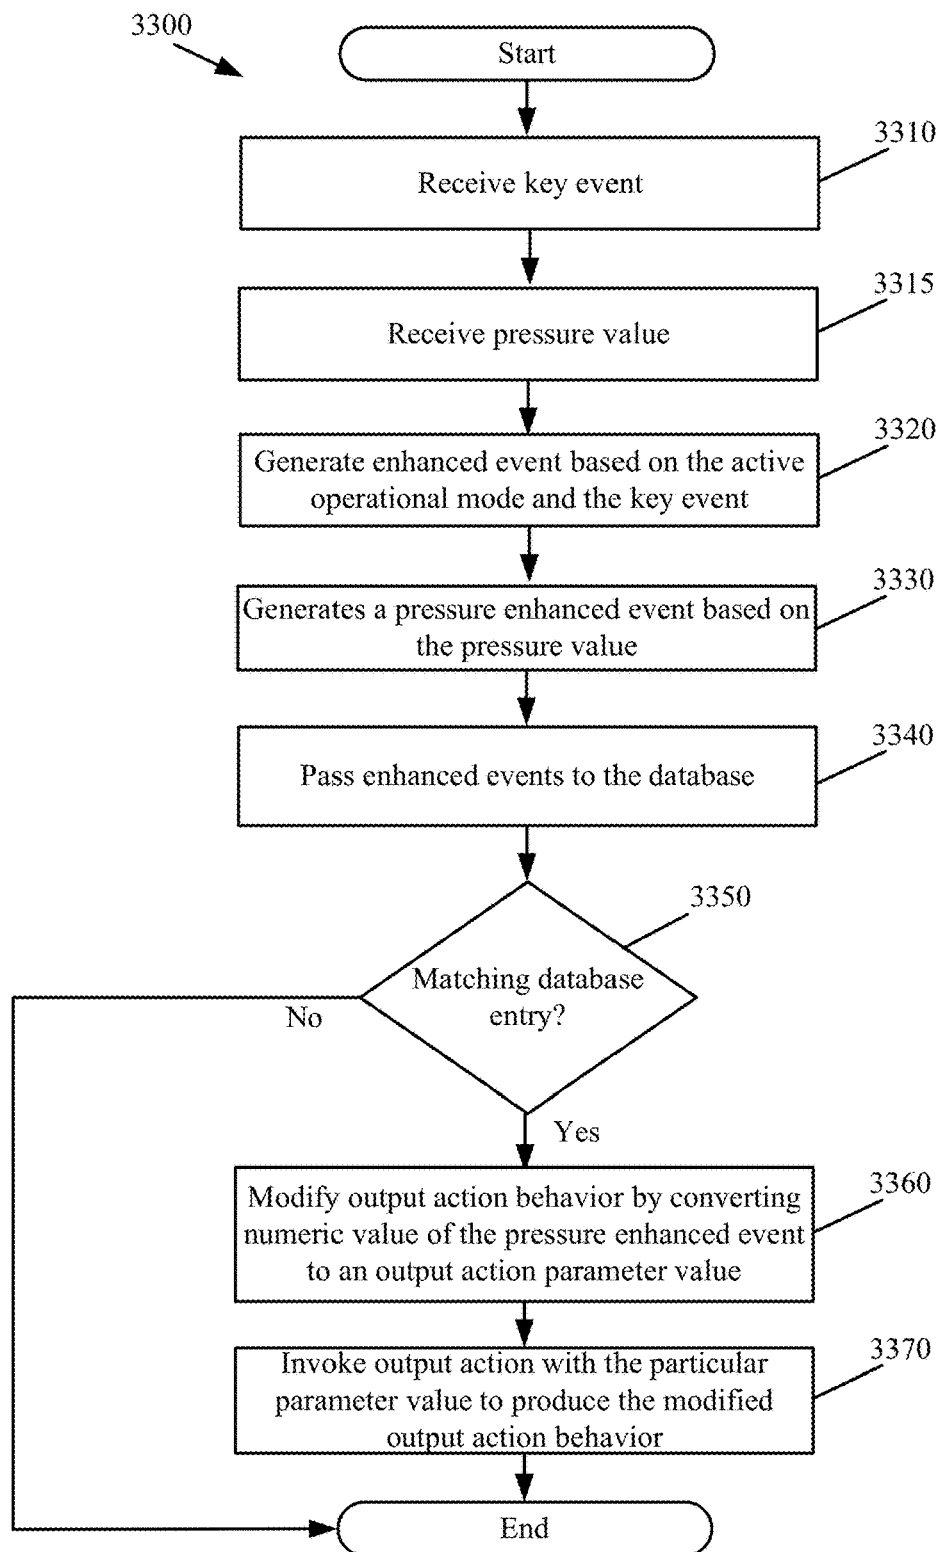 3300
Start
3310
Receive key event
3315
Receive pressure value
3320
Generate enhanced event based on the active
operational mode and the key event
3330
Generates a pressure enhanced event based on
the pressure value
3340
Pass enhanced events to the database
3350
Matching database
entry?
No
Yes
3360
Modify output action behavior by converting
numeric value of the pressure enhanced event
to an output action parameter value
3370
Invoke output action with the particular
parameter value to produce the modified
output action behavior
End